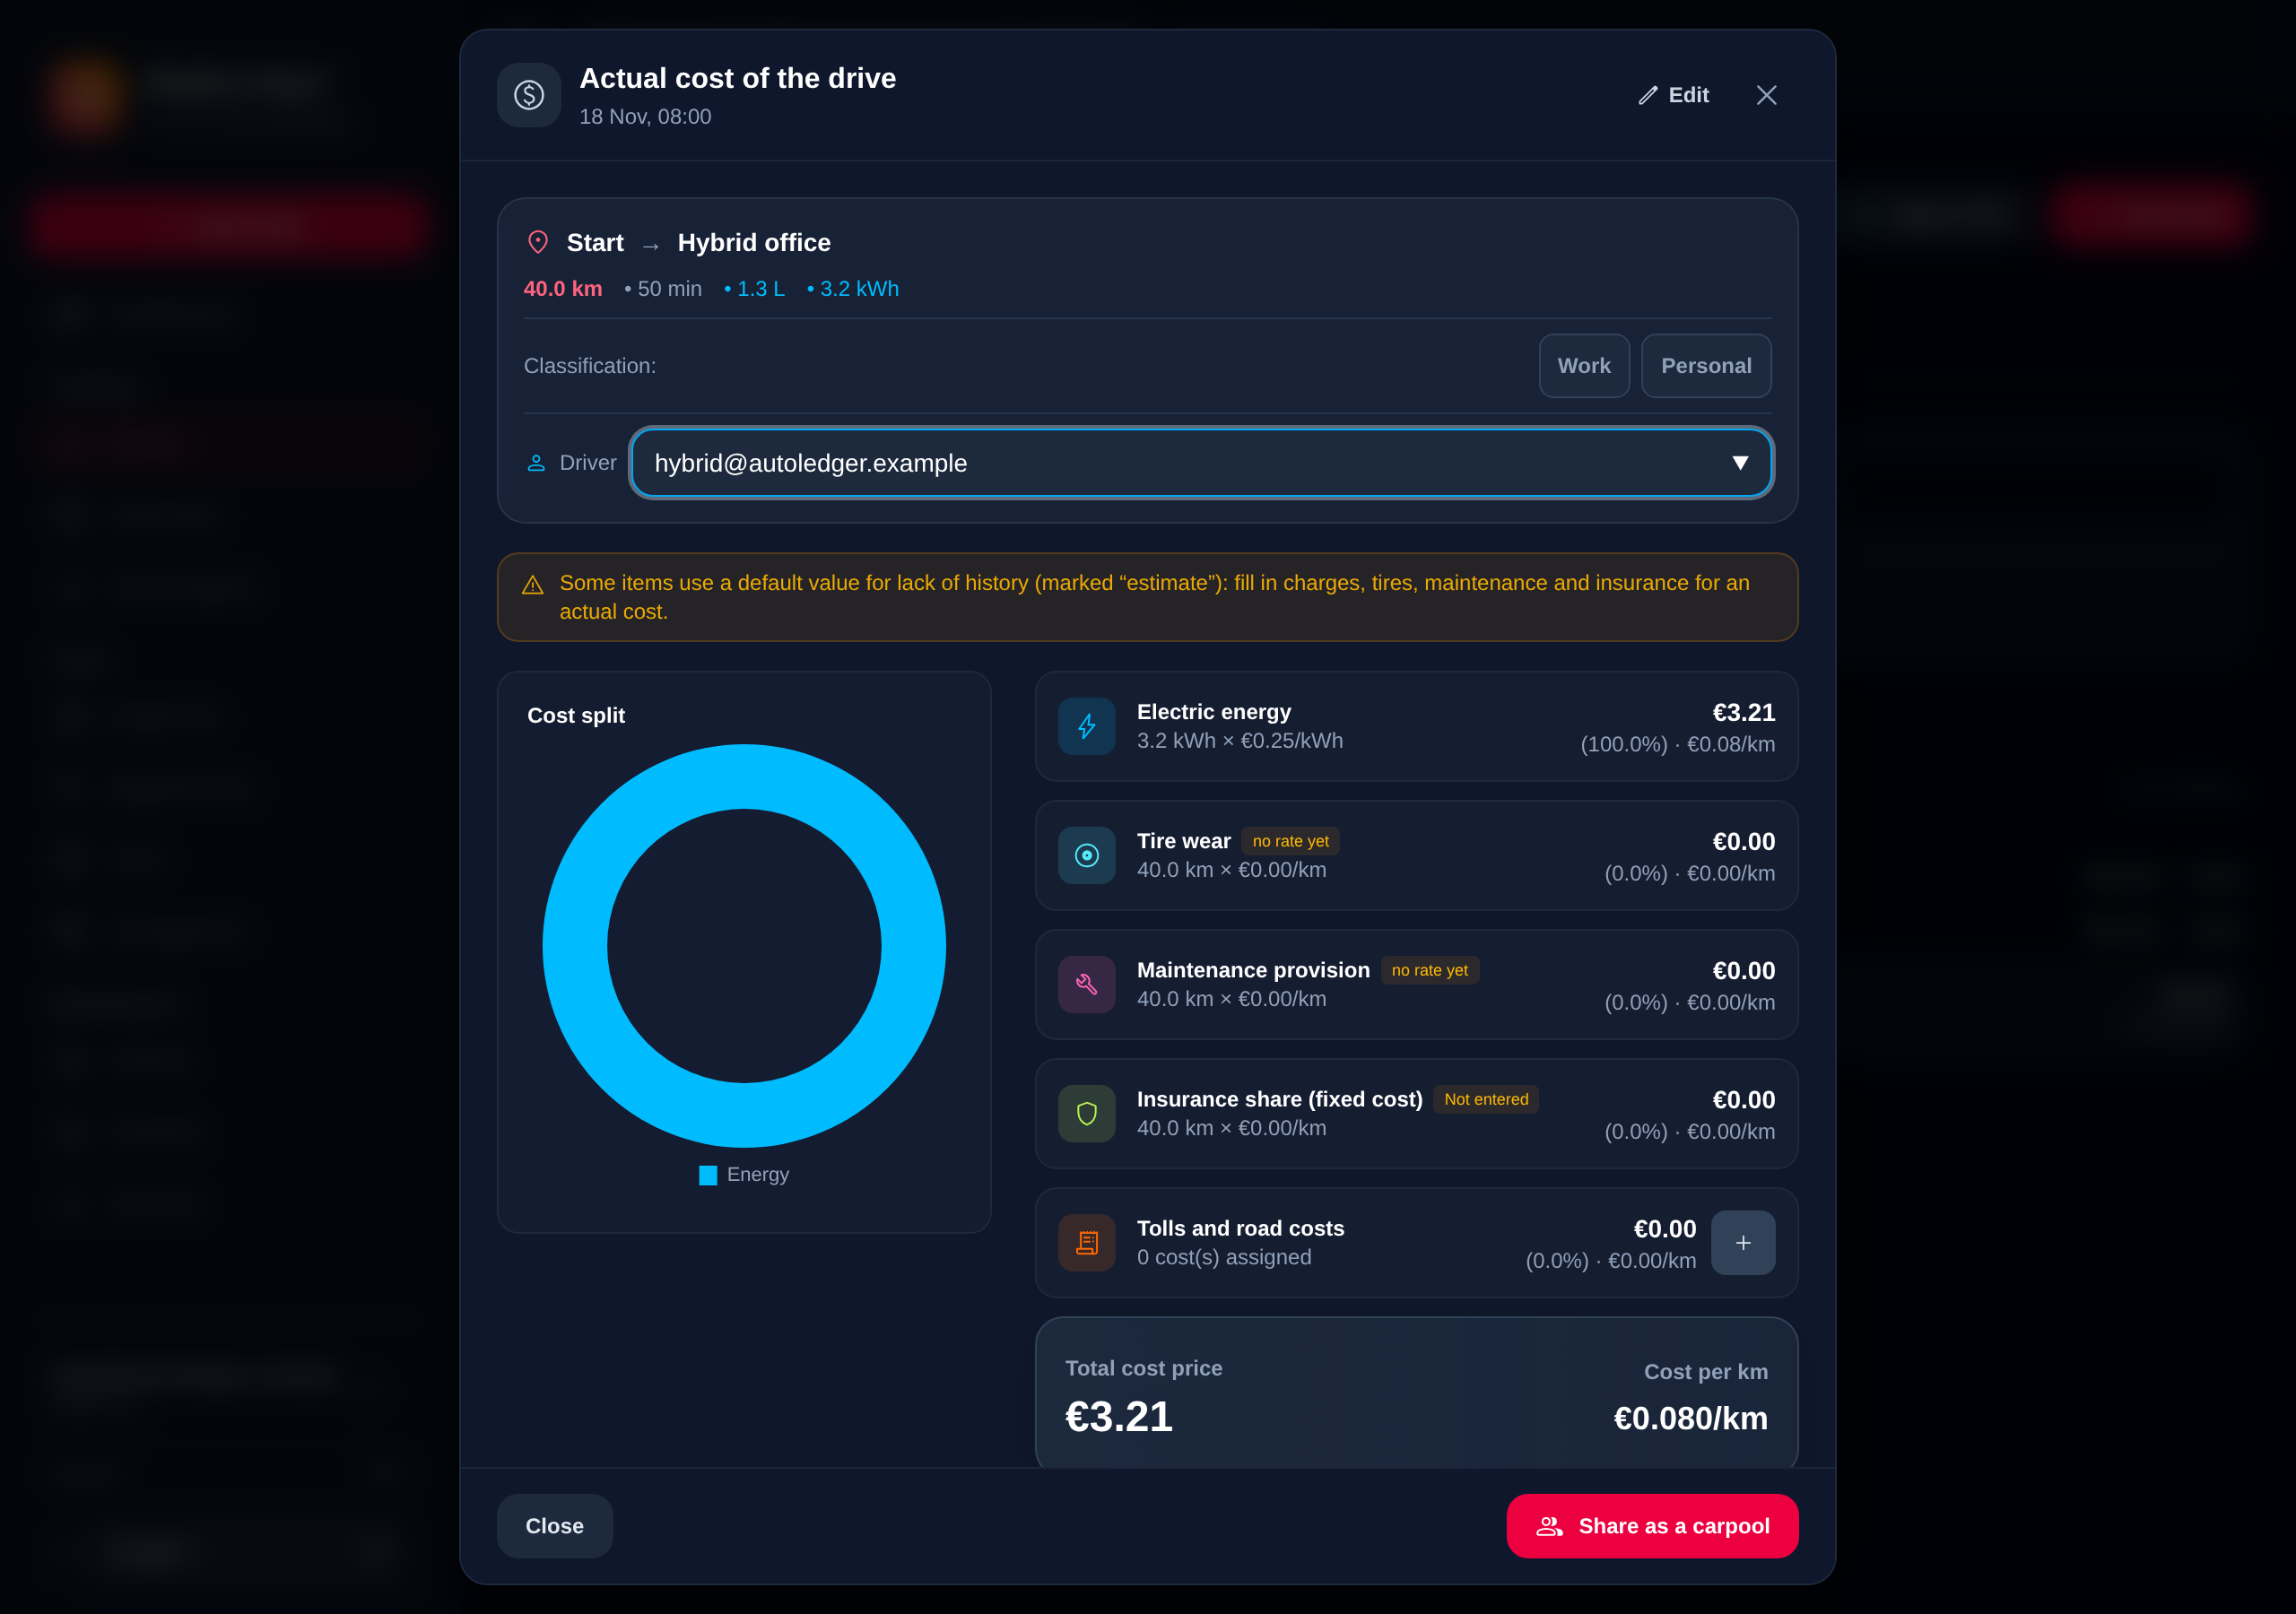 Actual cost of the drive
18 Nov, 08:00
Edit
Start → Hybrid office
40.0 km • 50 min • 1.3 L • 3.2 kWh
Classification:
Work
Personal
Driver
hybrid@autoledger.example
Some items use a default value for lack of history (marked “estimate”): fill in charges, tires, maintenance and insurance for an
actual cost.
Cost split
Energy
Electric energy
3.2 kWh × €0.25/kWh
€3.21
(100.0%) · €0.08/km
Tire wear no rate yet
40.0 km × €0.00/km
€0.00
(0.0%) · €0.00/km
Maintenance provision no rate yet
40.0 km × €0.00/km
€0.00
(0.0%) · €0.00/km
Insurance share (fixed cost) Not entered
40.0 km × €0.00/km
€0.00
(0.0%) · €0.00/km
Tolls and road costs
0 cost(s) assigned
€0.00
(0.0%) · €0.00/km
+
Total cost price
€3.21
Cost per km
€0.080/km
Close
Share as a carpool